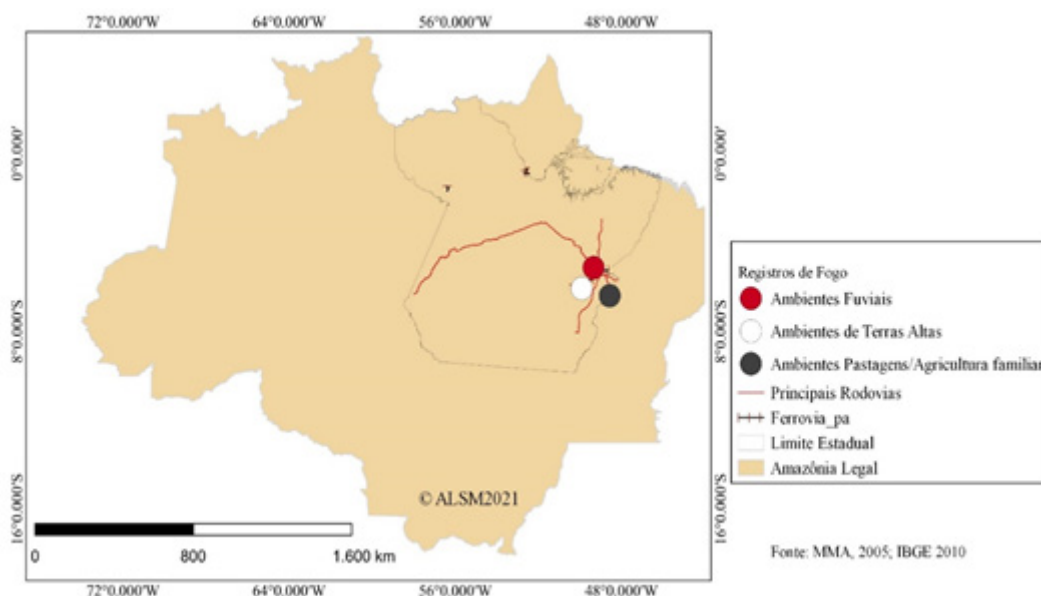 72°0.000'W 64°0.000'W 56°0.000'W 48°0.000'W
0°0.000'
0°0.000'
8°0.000'S
8°0.000'S
16°0.000'S
16°0.000'S
Registros de Fogo
Ambientes Fuviais
Ambientes de Terras Altas
Ambientes Pastagens/Agricultura familiar
Principais Rodovias
Ferrovia_pa
Limite Estadual
Amazônia Legal
© ALSM2021
0 800 1.600 km
Fonte: MMA, 2005; IBGE 2010
72°0.000'W 64°0.000'W 56°0.000'W 48°0.000'W